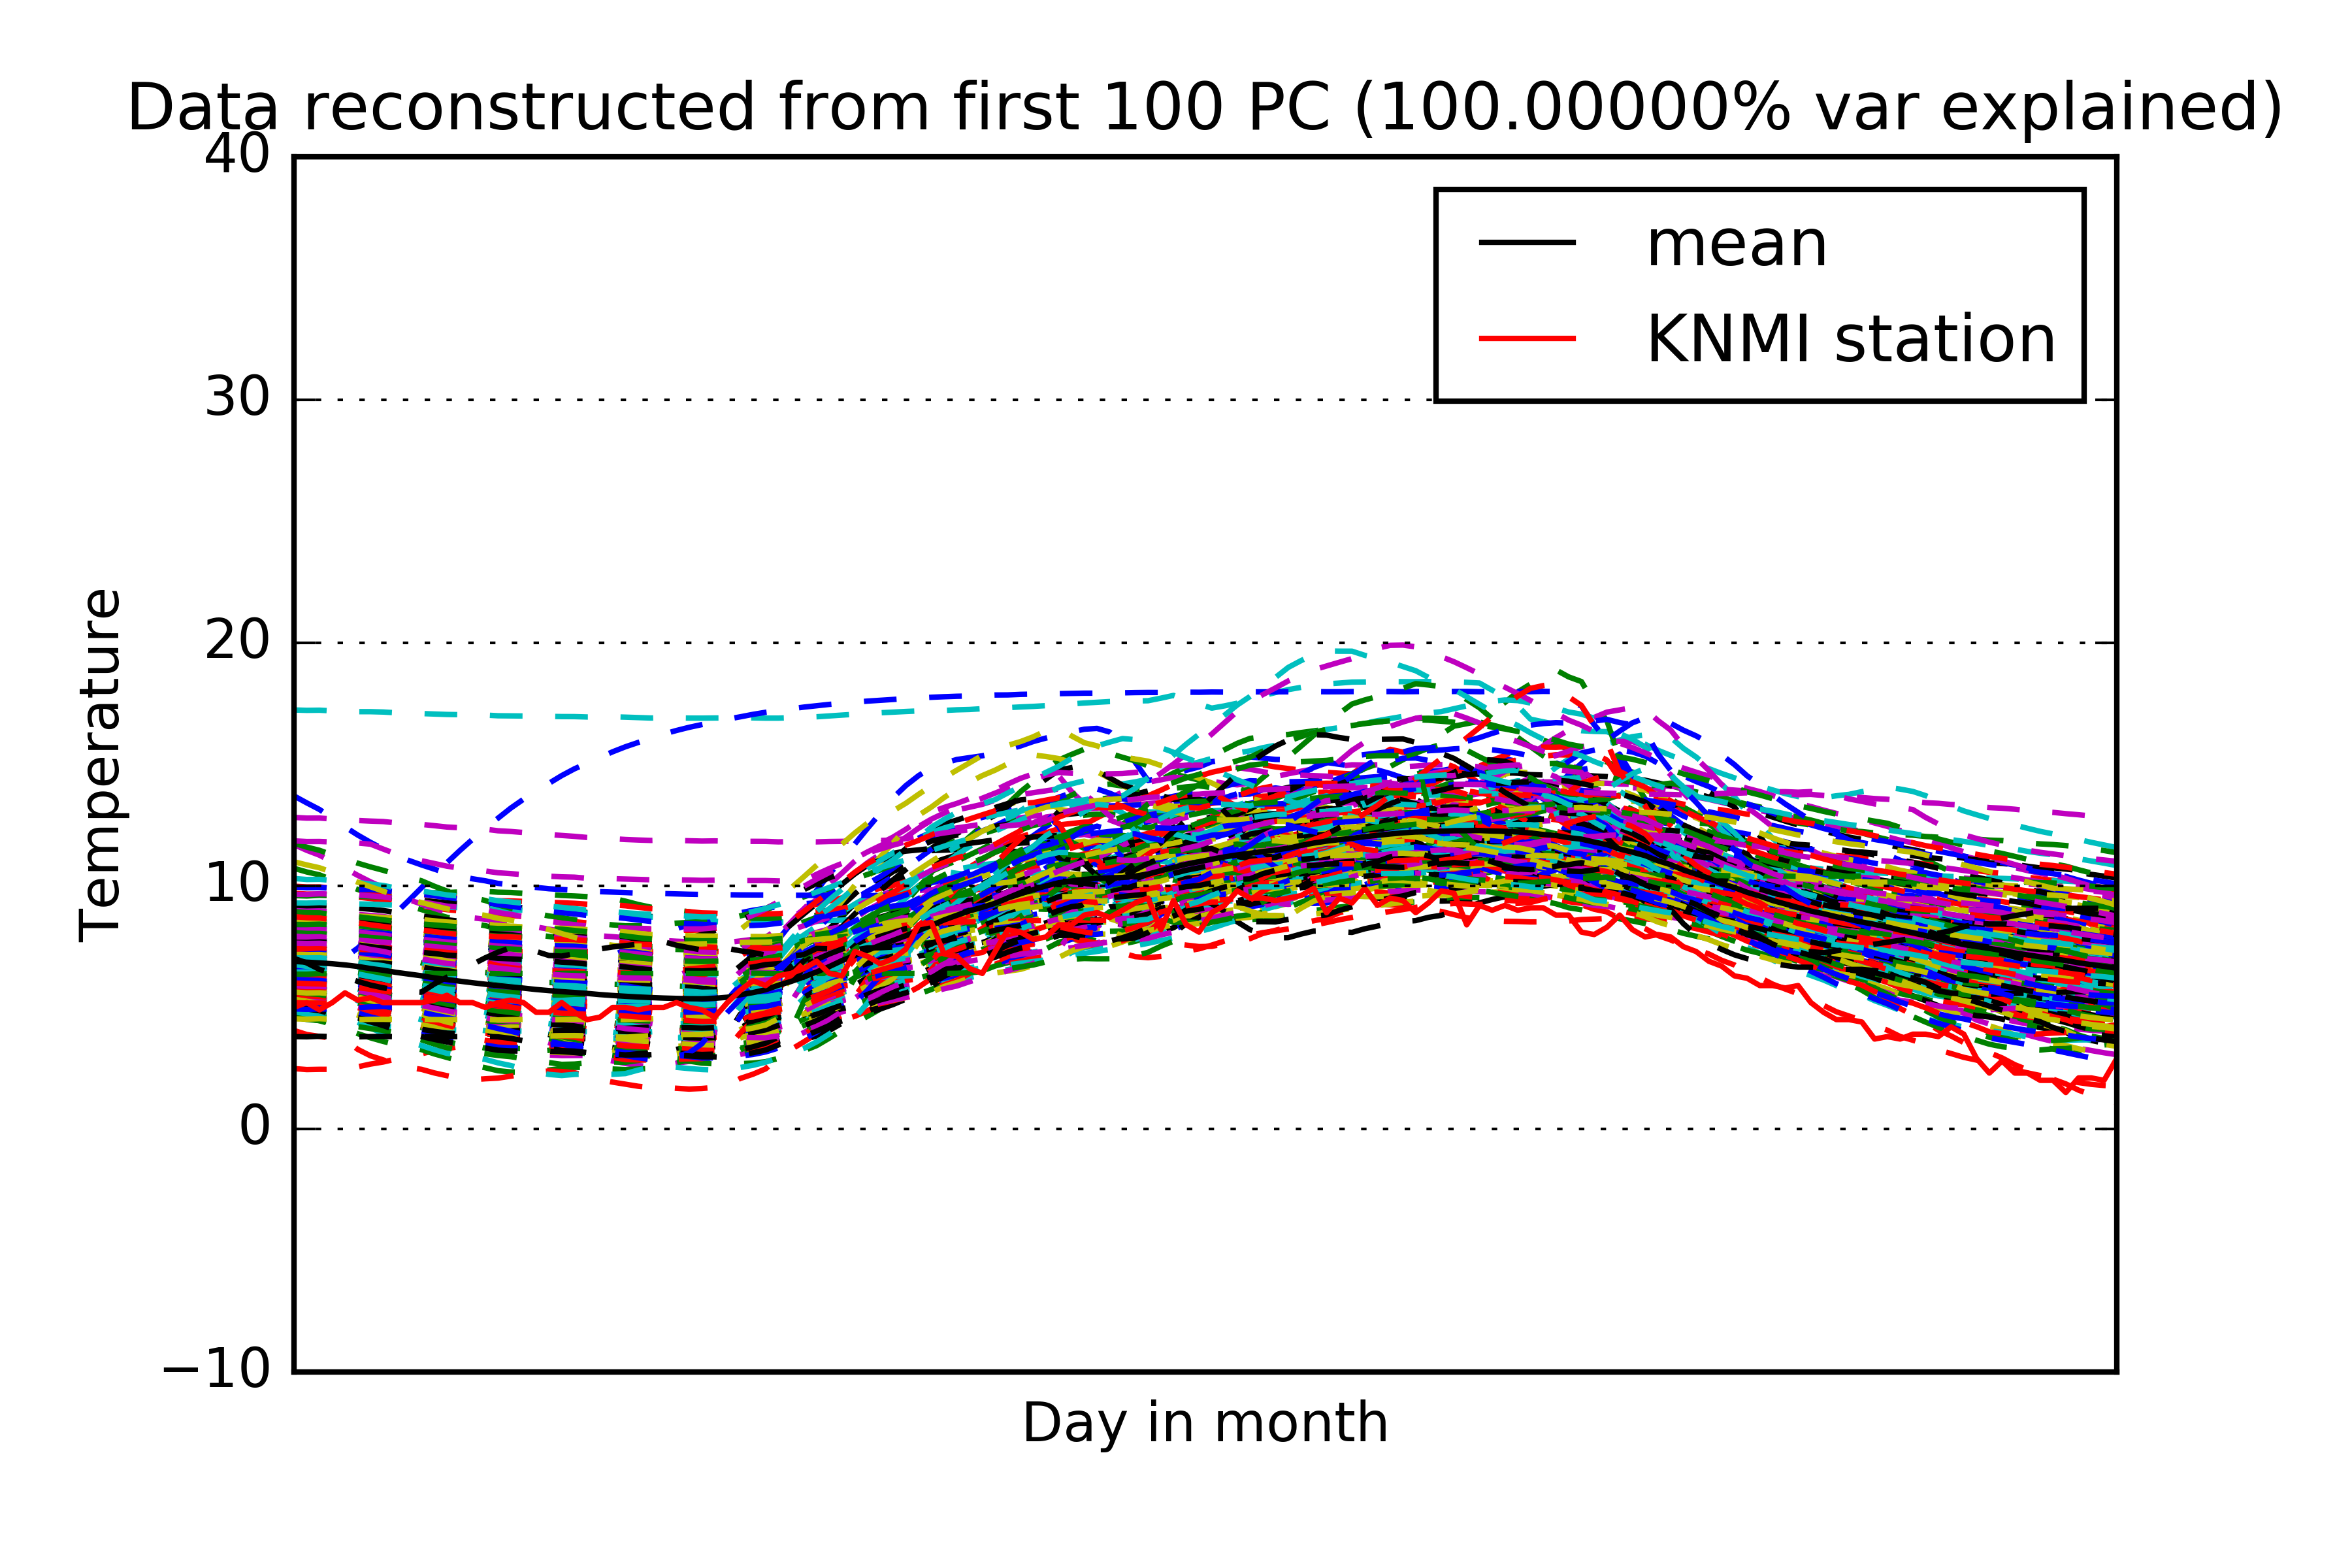 Data reconstructed from first 100 PC (100.00000% var explained)
40
mean
KNMI station
30
20
10
0
−10
Temperature
Day in month